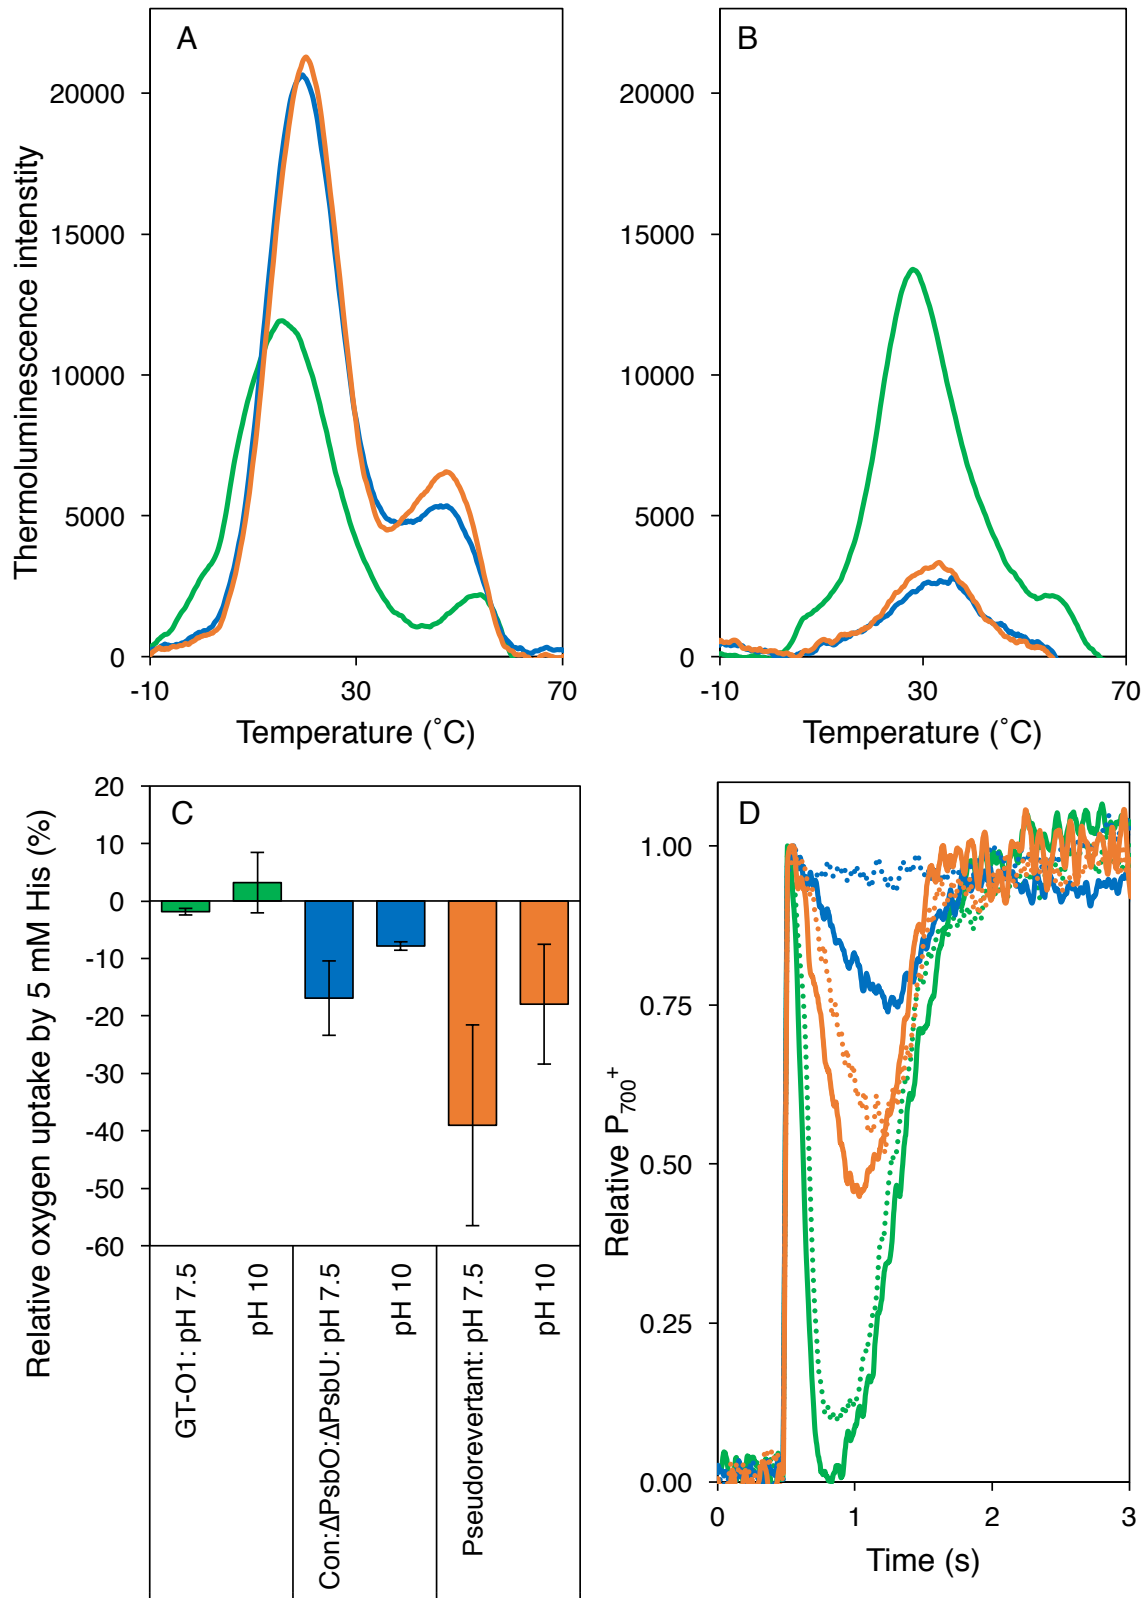 A
B
Thermoluminescence intenstity
20000
15000
10000
5000
0
-10
30
70
Temperature (˚C)
20000
15000
10000
5000
0
-10
30
70
Temperature (˚C)
C
Relative oxygen uptake by 5 mM His (%)
20
10
0
-10
-20
-30
-40
-50
-60
GT-O1: pH 7.5
pH 10
Con:ΔPsbO:ΔPsbU: pH 7.5
pH 10
Pseudorevertant: pH 7.5
pH 10
D
Relative P700+
1.00
0.75
0.50
0.25
0.00
0
1
2
3
Time (s)